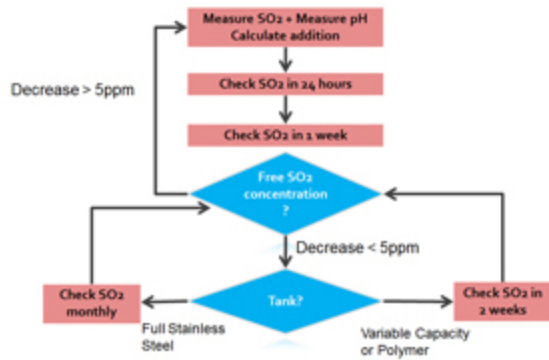 Measure SO2 + Measure pH
Calculate addition
Decrease > 5ppm
Check SO2 in 24 hours
Check SO2 in 1 week
Free SO2
concentration
?
Decrease < 5ppm
Check SO2
monthly
Tank?
Check SO2 in
2 weeks
Full Stainless
Steel
Variable Capacity
or Polymer